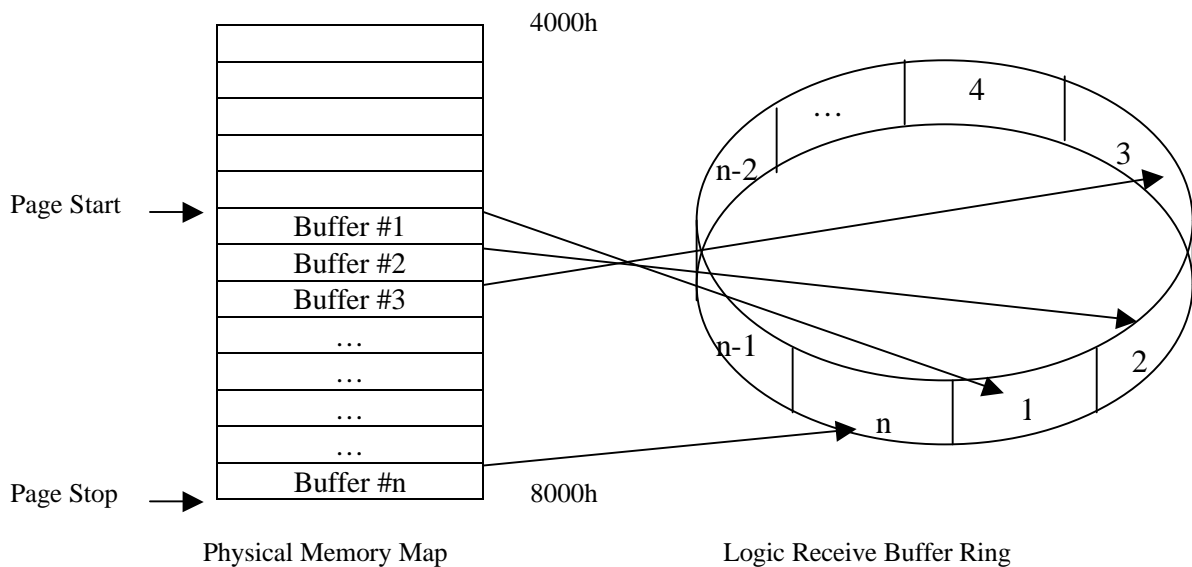 4000h
Page Start
Buffer #1
Buffer #2
Buffer #3
…
…
…
…
Buffer #n
Page Stop
8000h
Physical Memory Map
4
…
3
n-2
n-1
2
1
n
Logic Receive Buffer Ring